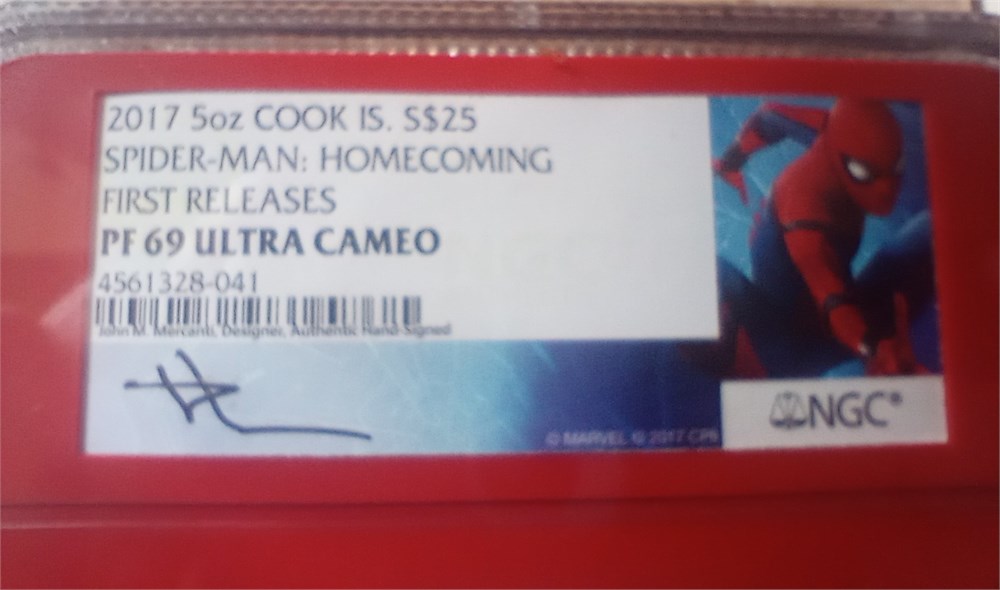 2017 5oz COOK IS. S$25
SPIDER-MAN: HOMECOMING
FIRST RELEASES
PF 69 ULTRA CAMEO
4561328-041
John M. Mercanti, Designer, Authentic Hand-Signed
© MARVEL © 2017 CPII
NGC®